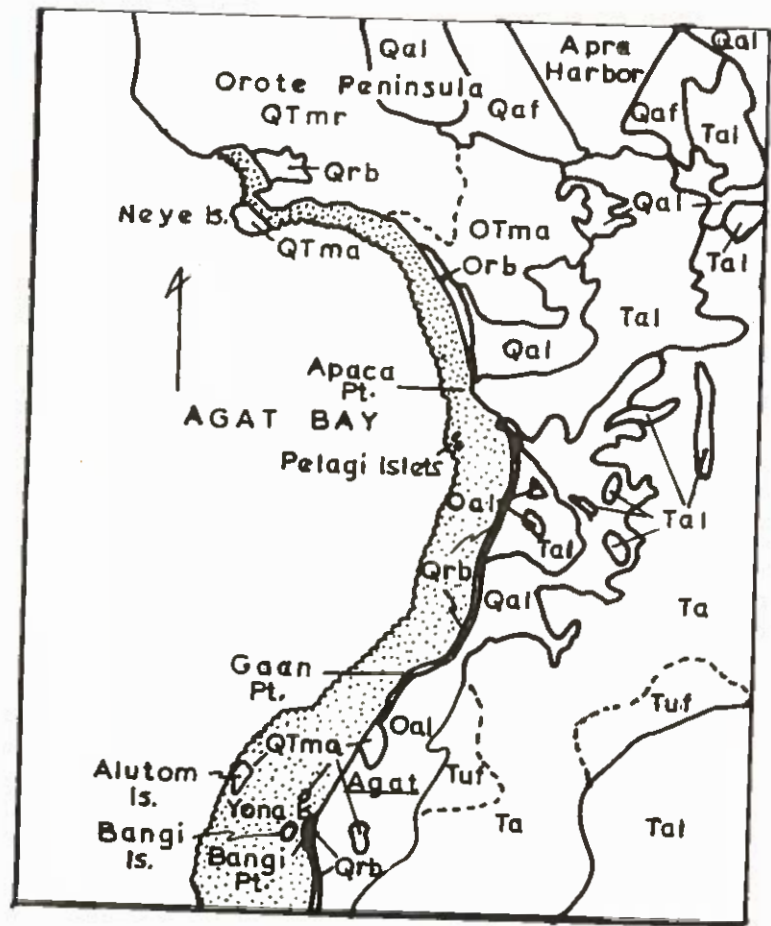 Qal
Apra
Harbor
Qal
Orote Peninsula
QTmr
Qaf
Qaf
Tal
Qrb
Neye Is.
QTma
OTma
Qal
Tal
Orb
Tal
Qal
Apaca
Pt.
AGAT BAY
Pelagi Islets
Oal
Tal
Tal
Qrb
Qal
Ta
Gaan
Pt.
Tuf
QTma
Oal
Alutom
Is.
Agat
Tuf
Yona
Ta
Tal
Bangi
Is.
Bangi
Pt.
Qrb